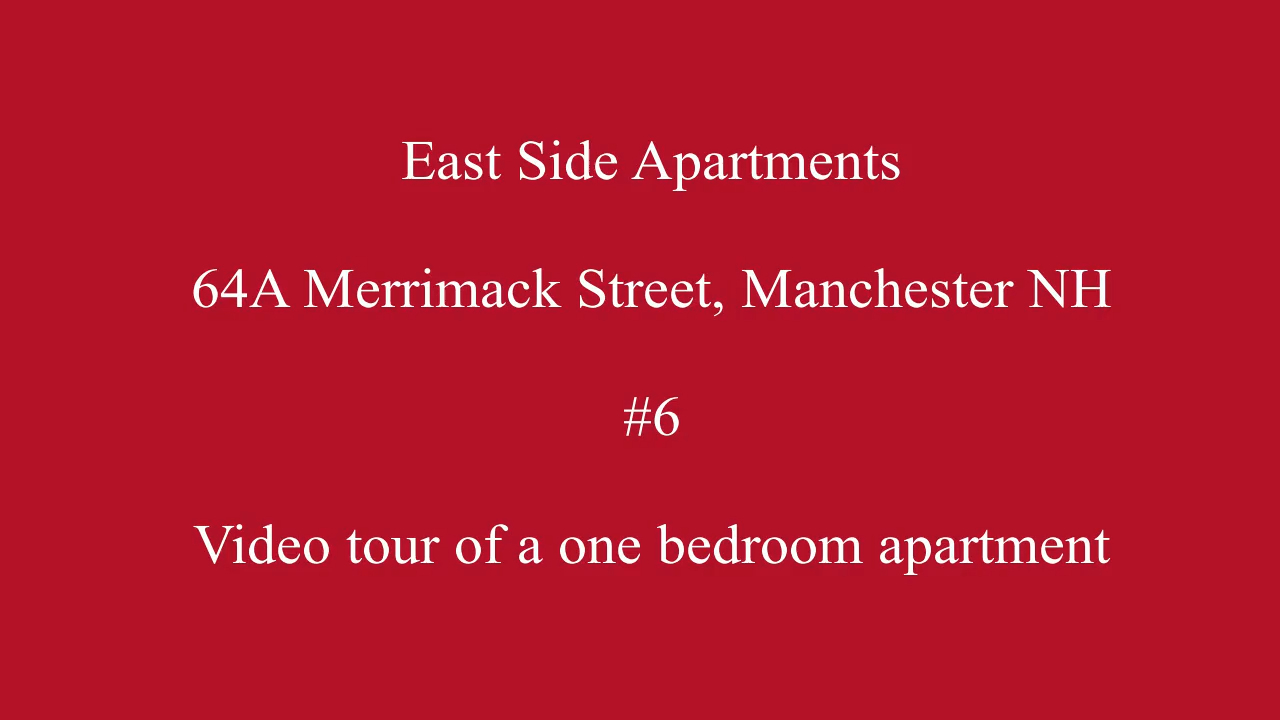 East Side Apartments
64A Merrimack Street, Manchester NH
#6
Video tour of a one bedroom apartment